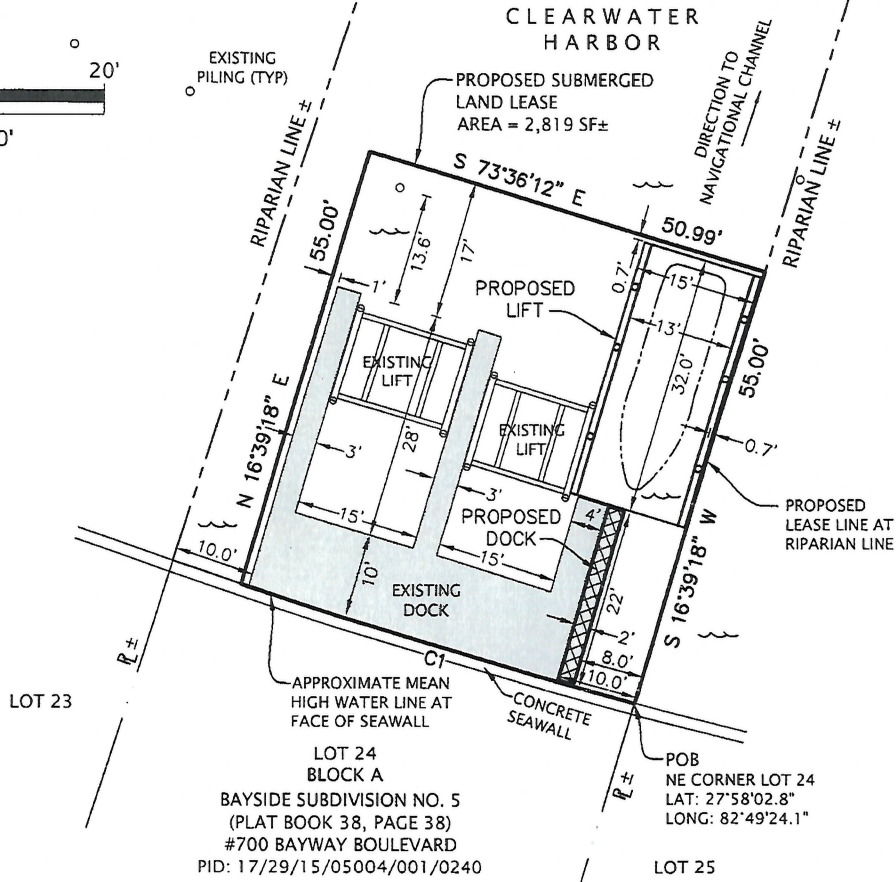 CLEARWATER
HARBOR
20'
0'
EXISTING
PILING (TYP)
PROPOSED SUBMERGED
LAND LEASE
AREA = 2,819 SF±
DIRECTION TO
NAVIGATIONAL CHANNEL
RIPARIAN LINE ±
RIPARIAN LINE ±
S 73°36'12" E
50.99'
55.00'
13.6'
17'
0.7'
15'
1'
PROPOSED
LIFT
13'
32.0'
55.00'
EXISTING
LIFT
EXISTING
LIFT
N 16°39'18" E
3'
28'
3'
0.7'
15'
PROPOSED
DOCK
4'
15'
PROPOSED
LEASE LINE AT
RIPARIAN LINE
10.0'
10'
EXISTING
DOCK
22'
2'
8.0'
10.0'
S 16°39'18" W
C1
PL ±
APPROXIMATE MEAN
HIGH WATER LINE AT
FACE OF SEAWALL
CONCRETE
SEAWALL
LOT 23
LOT 24
BLOCK A
BAYSIDE SUBDIVISION NO. 5
(PLAT BOOK 38, PAGE 38)
#700 BAYWAY BOULEVARD
PID: 17/29/15/05004/001/0240
PL ±
POB
NE CORNER LOT 24
LAT: 27°58'02.8"
LONG: 82°49'24.1"
LOT 25